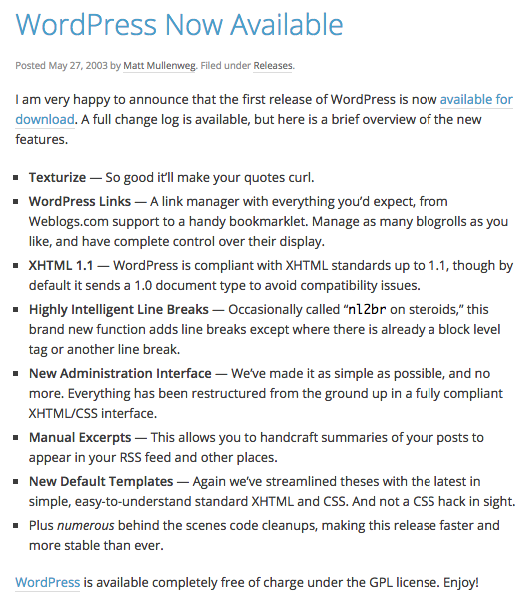 WordPress Now Available
Posted May 27, 2003 by Matt Mullenweg. Filed under Releases.
I am very happy to announce that the first release of WordPress is now available for
download. A full change log is available, but here is a brief overview of the new
features.
▪ Texturize — So good it’ll make your quotes curl.
▪ WordPress Links — A link manager with everything you’d expect, from
Weblogs.com support to a handy bookmarklet. Manage as many blogrolls as you
like, and have complete control over their display.
▪ XHTML 1.1 — WordPress is compliant with XHTML standards up to 1.1, though by
default it sends a 1.0 document type to avoid compatibility issues.
▪ Highly Intelligent Line Breaks — Occasionally called “nl2br on steroids,” this
brand new function adds line breaks except where there is already a block level
tag or another line break.
▪ New Administration Interface — We’ve made it as simple as possible, and no
more. Everything has been restructured from the ground up in a fully compliant
XHTML/CSS interface.
▪ Manual Excerpts — This allows you to handcraft summaries of your posts to
appear in your RSS feed and other places.
▪ New Default Templates — Again we’ve streamlined theses with the latest in
simple, easy-to-understand standard XHTML and CSS. And not a CSS hack in sight.
▪ Plus numerous behind the scenes code cleanups, making this release faster and
more stable than ever.
WordPress is available completely free of charge under the GPL license. Enjoy!